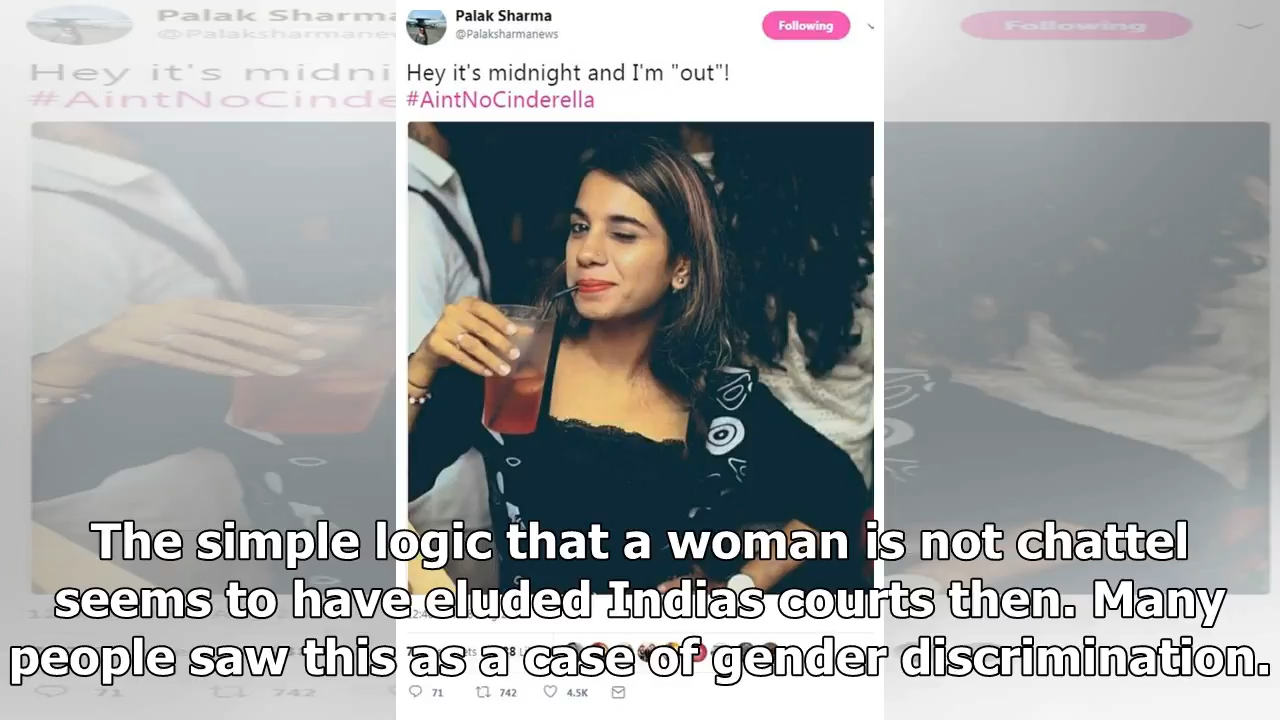 Palak Sharma
@Palaksharmanews
Following
Hey it's midnight and I'm "out"!
#AintNoCinderella
The simple logic that a woman is not chattel
seems to have eluded Indias courts then. Many
people saw this as a case of gender discrimination.
71
742
4.5K